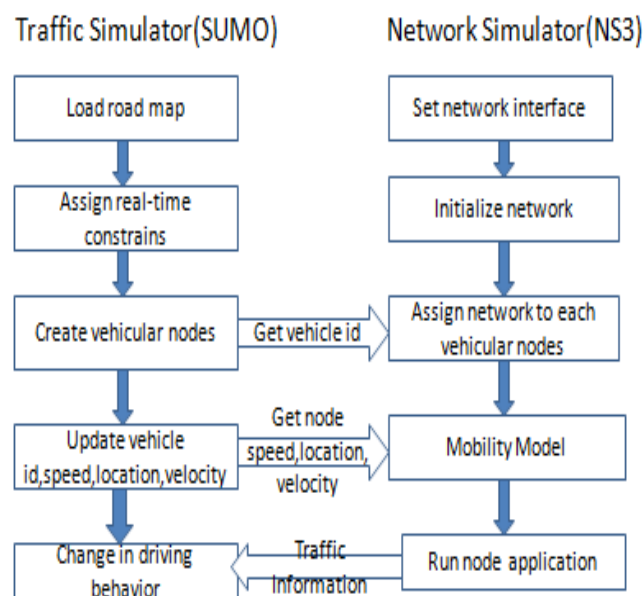 Traffic Simulator(SUMO)
Network Simulator(NS3)
Load road map
Set network interface
Assign real-time
constrains
Initialize network
Create vehicular nodes
Get vehicle id
Assign network to each
vehicular nodes
Update vehicle
id,speed,location,velocity
Get node
speed,location,
velocity
Mobility Model
Change in driving
behavior
Traffic
Information
Run node application